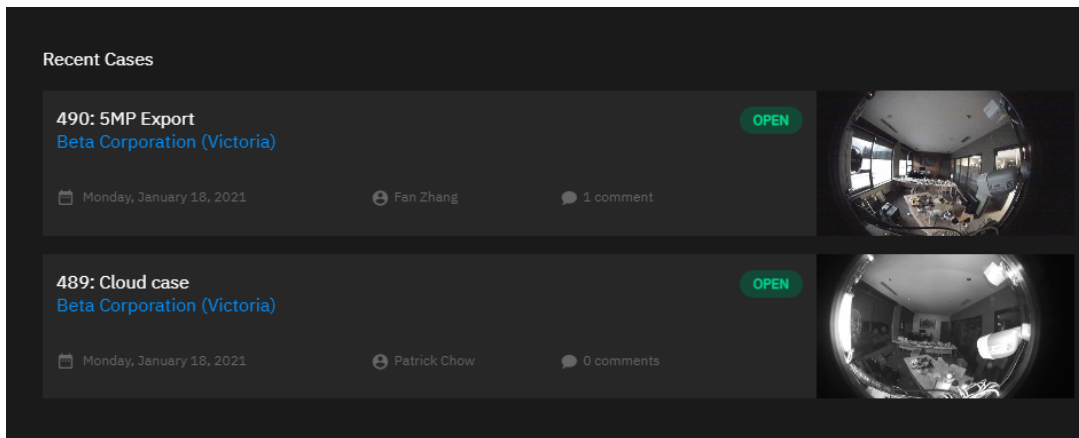 Recent Cases
490: 5MP Export
OPEN
Beta Corporation (Victoria)
Monday, January 18, 2021
Fan Zhang
1 comment
489: Cloud case
OPEN
Beta Corporation (Victoria)
Monday, January 18, 2021
Patrick Chow
0 comments